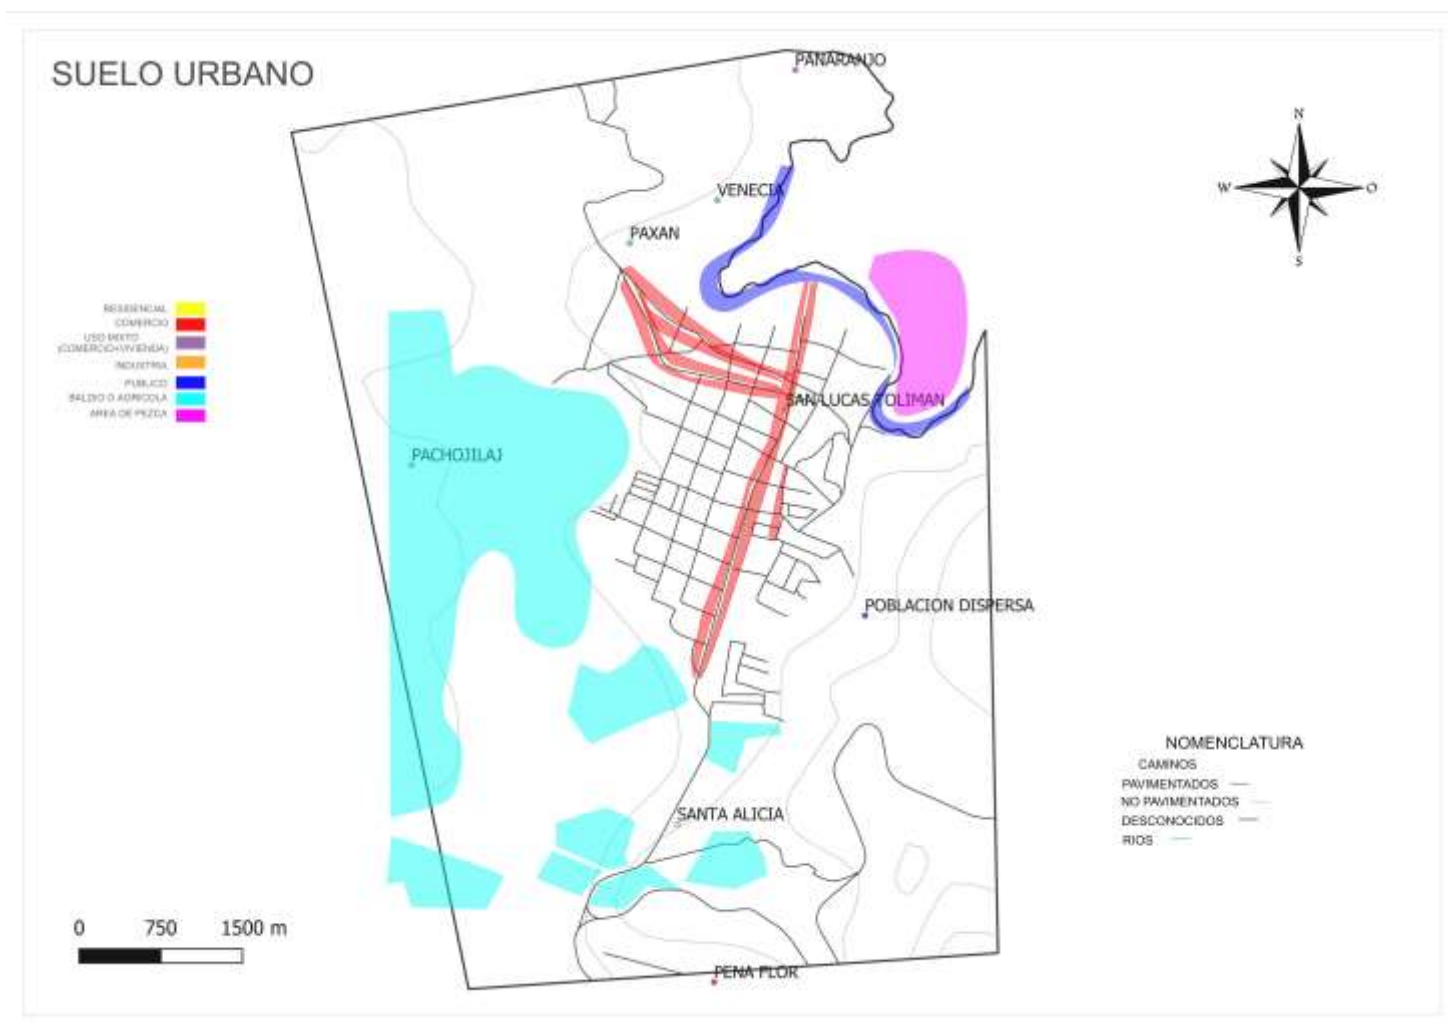 SUELO URBANO
PANARANJO
N
W
O
S
VENECIA
PAXAN
RESIDENCIAL
COMERCIO
USO MIXTO
(COMERCIO+VIVIENDA)
INDUSTRIA
PUBLICO
BALDIO O AGRICOLA
AREA DE PEZCA
SAN LUCAS TOLIMAN
PACHOJILAJ
POBLACION DISPERSA
NOMENCLATURA
CAMINOS
PAVIMENTADOS
NO PAVIMENTADOS
DESCONOCIDOS
RIOS
SANTA ALICIA
0 750 1500 m
PENA FLOR